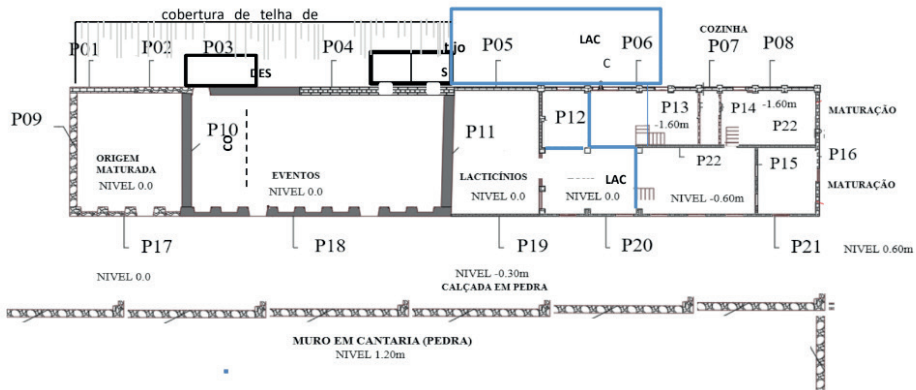 cobertura de telha de
COZINHA
P01 P02 P03 P04 P05 LAC P06 P07 P08
tijo
DES S C
P09
P10 P11 P12 P13 P14 -1.60m MATURAÇÃO
-1.60m P22
CO
ORIGEM MATURADA
NIVEL 0.0
EVENTOS
NIVEL 0.0
LACTICÍNIOS
NIVEL 0.0
LAC
NIVEL 0.0
P22
NIVEL -0.60m
P15
P16
MATURAÇÃO
P17 P18 P19 P20 P21 NIVEL 0.60m
NIVEL 0.0
NIVEL -0.30m
CALÇADA EM PEDRA
MURO EM CANTARIA (PEDRA)
NIVEL 1.20m